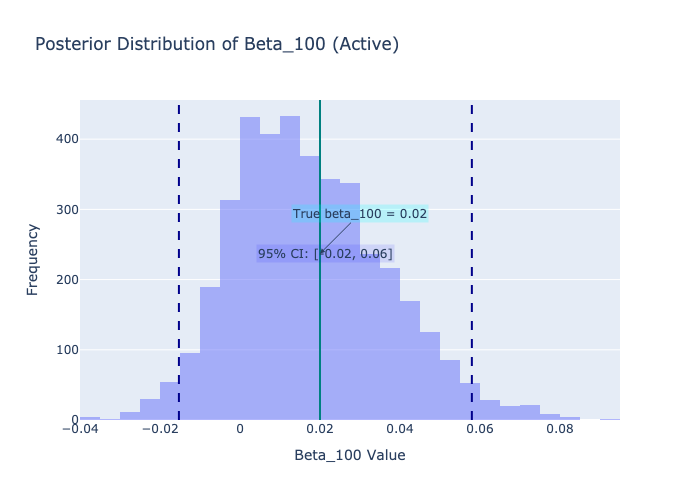 Posterior Distribution of Beta_100 (Active)
400
300
200
100
0
Frequency
True beta_100 = 0.02
95% CI: [-0.02, 0.06]
−0.04
−0.02
0
0.02
0.04
0.06
0.08
Beta_100 Value